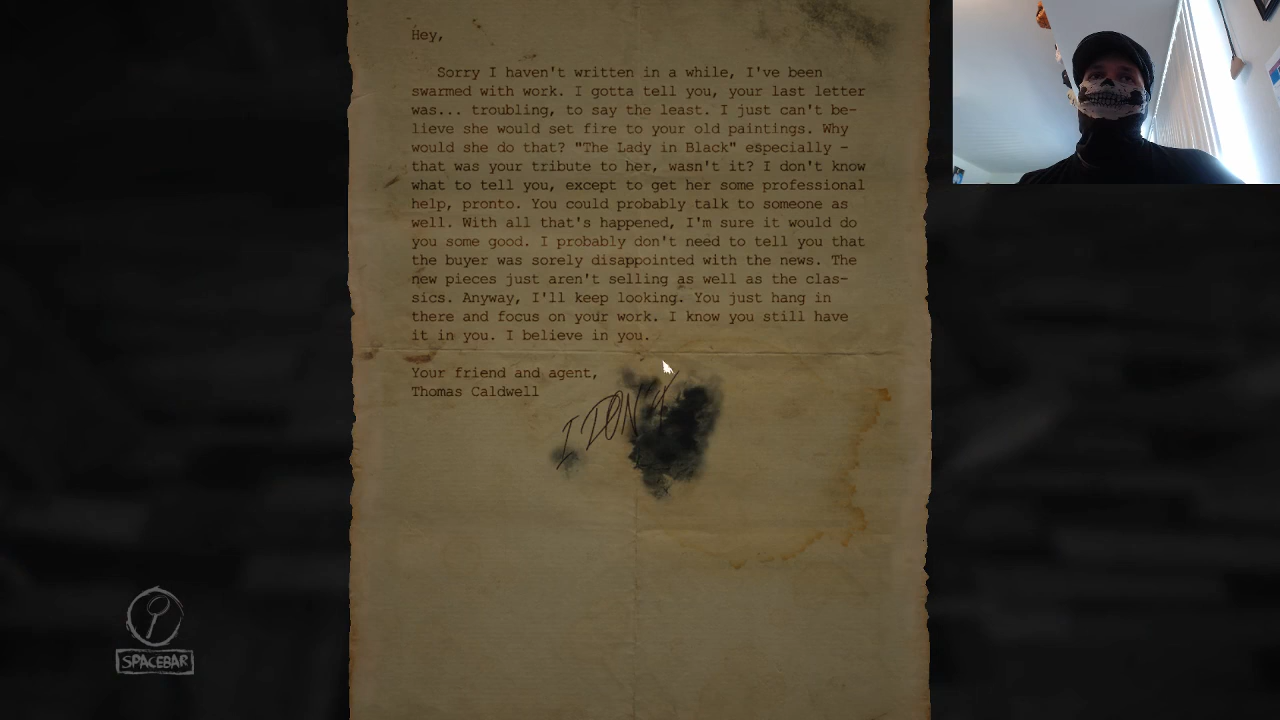 Hey,
Sorry I haven't written in a while, I've been
swarmed with work. I gotta tell you, your last letter
was... troubling, to say the least. I just can't be-
lieve she would set fire to your old paintings. Why
would she do that? "The Lady in Black" especially -
that was your tribute to her, wasn't it? I don't know
what to tell you, except to get her some professional
help, pronto. You could probably talk to someone as
well. With all that's happened, I'm sure it would do
you some good. I probably don't need to tell you that
the buyer was sorely disappointed with the news. The
new pieces just aren't selling as well as the clas-
sics. Anyway, I'll keep looking. You just hang in
there and focus on your work. I know you still have
it in you. I believe in you.
Your friend and agent,
Thomas Caldwell
I DON'T
SPACEBAR